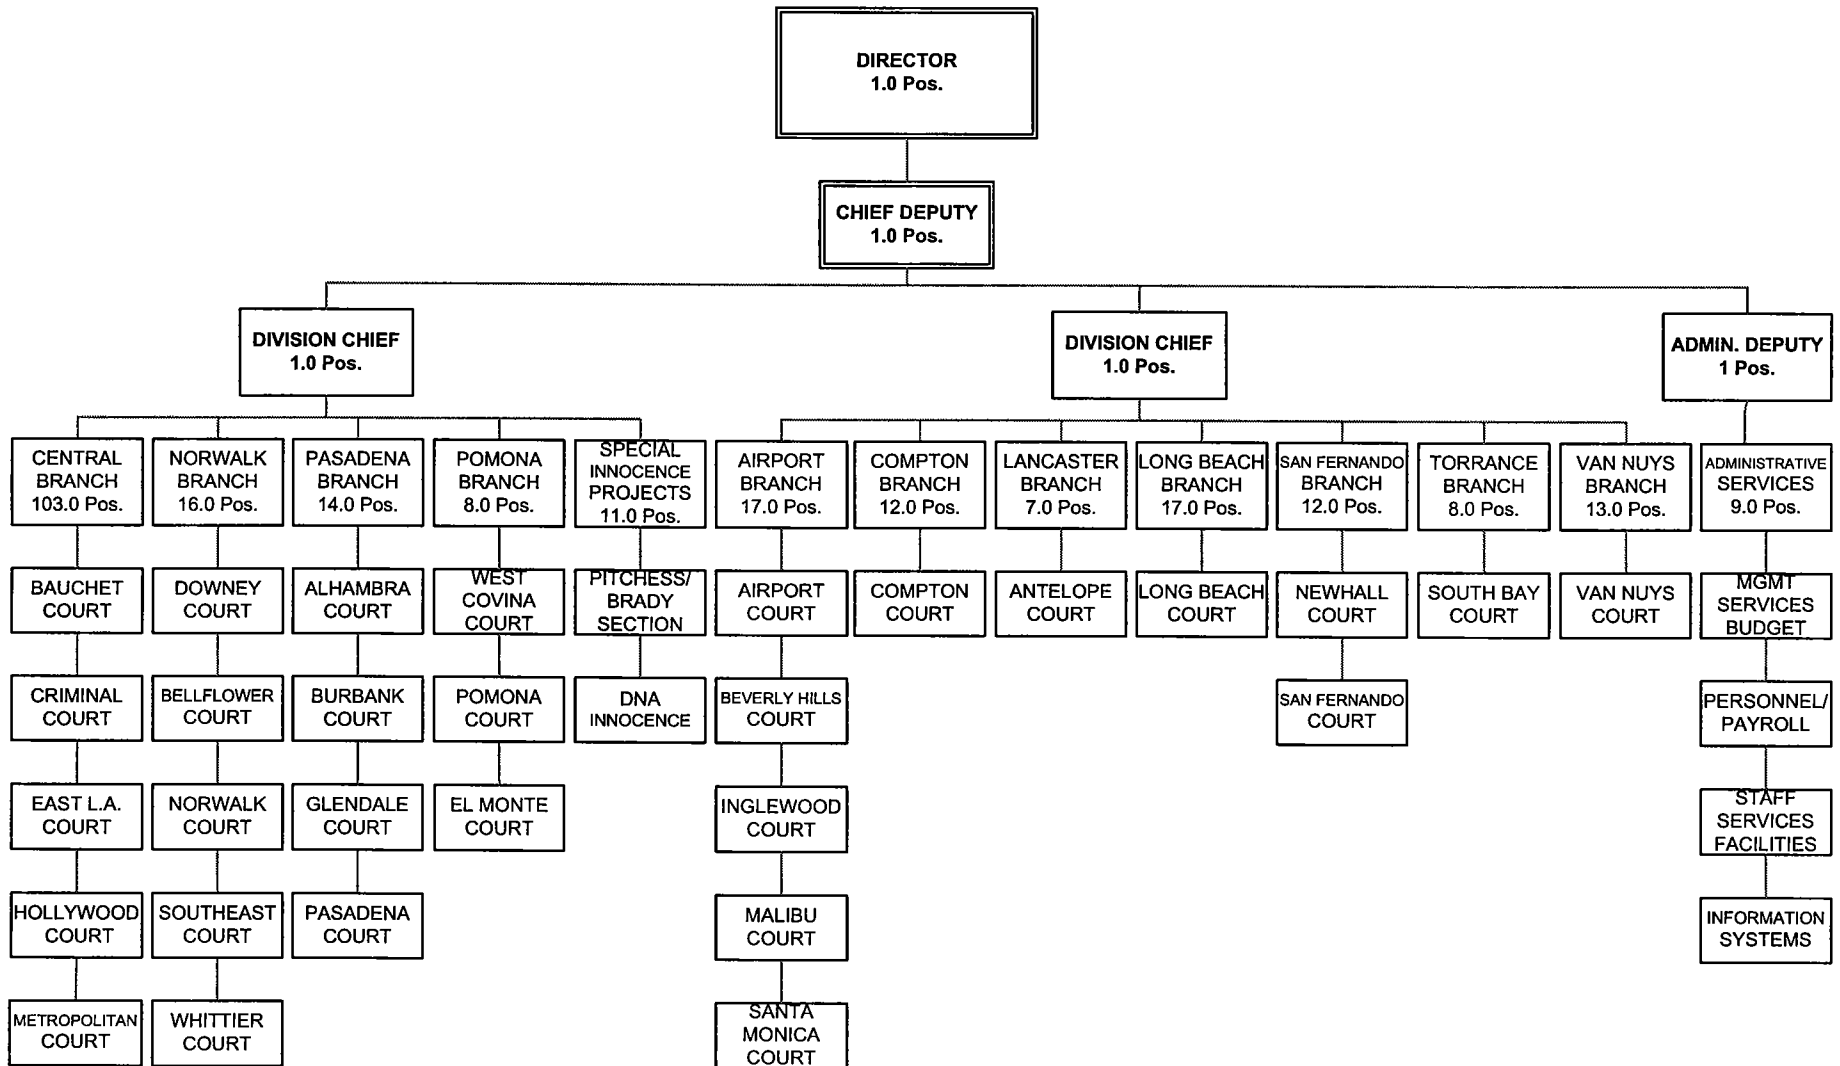 DIRECTOR
1.0 Pos.
CHIEF DEPUTY
1.0 Pos.
DIVISION CHIEF
1.0 Pos.
DIVISION CHIEF
1.0 Pos.
ADMIN. DEPUTY
1 Pos.
CENTRAL
BRANCH
103.0 Pos.
NORWALK
BRANCH
16.0 Pos.
PASADENA
BRANCH
14.0 Pos.
POMONA
BRANCH
8.0 Pos.
SPECIAL
INNOCENCE
PROJECTS
11.0 Pos.
AIRPORT
BRANCH
17.0 Pos.
COMPTON
BRANCH
12.0 Pos.
LANCASTER
BRANCH
7.0 Pos.
LONG BEACH
BRANCH
17.0 Pos.
SAN FERNANDO
BRANCH
12.0 Pos.
TORRANCE
BRANCH
8.0 Pos.
VAN NUYS
BRANCH
13.0 Pos.
ADMINISTRATIVE
SERVICES
9.0 Pos.
BAUCHET
COURT
DOWNEY
COURT
ALHAMBRA
COURT
WEST
COVINA
COURT
PITCHESS/
BRADY
SECTION
AIRPORT
COURT
COMPTON
COURT
ANTELOPE
COURT
LONG BEACH
COURT
NEWHALL
COURT
SOUTH BAY
COURT
VAN NUYS
COURT
MGMT
SERVICES
BUDGET
CRIMINAL
COURT
BELLFLOWER
COURT
BURBANK
COURT
POMONA
COURT
DNA
INNOCENCE
BEVERLY HILLS
COURT
SAN FERNANDO
COURT
PERSONNEL/
PAYROLL
EAST L.A.
COURT
NORWALK
COURT
GLENDALE
COURT
EL MONTE
COURT
INGLEWOOD
COURT
STAFF
SERVICES
FACILITIES
HOLLYWOOD
COURT
SOUTHEAST
COURT
PASADENA
COURT
MALIBU
COURT
INFORMATION
SYSTEMS
METROPOLITAN
COURT
WHITTIER
COURT
SANTA
MONICA
COURT